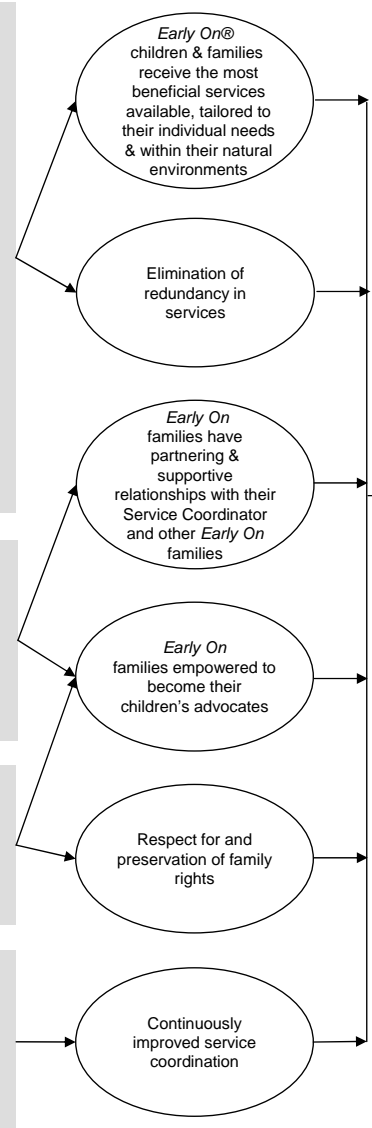 Early On®
children & families
receive the most
beneficial services
available, tailored to
their individual needs
& within their natural
environments
Elimination of
redundancy in
services
Early On
families have
partnering &
supportive
relationships with their
Service Coordinator
and other Early On
families
Early On
families empowered to
become their
children's advocates
Respect for and
preservation of family
rights
Continuously
improved service
coordination